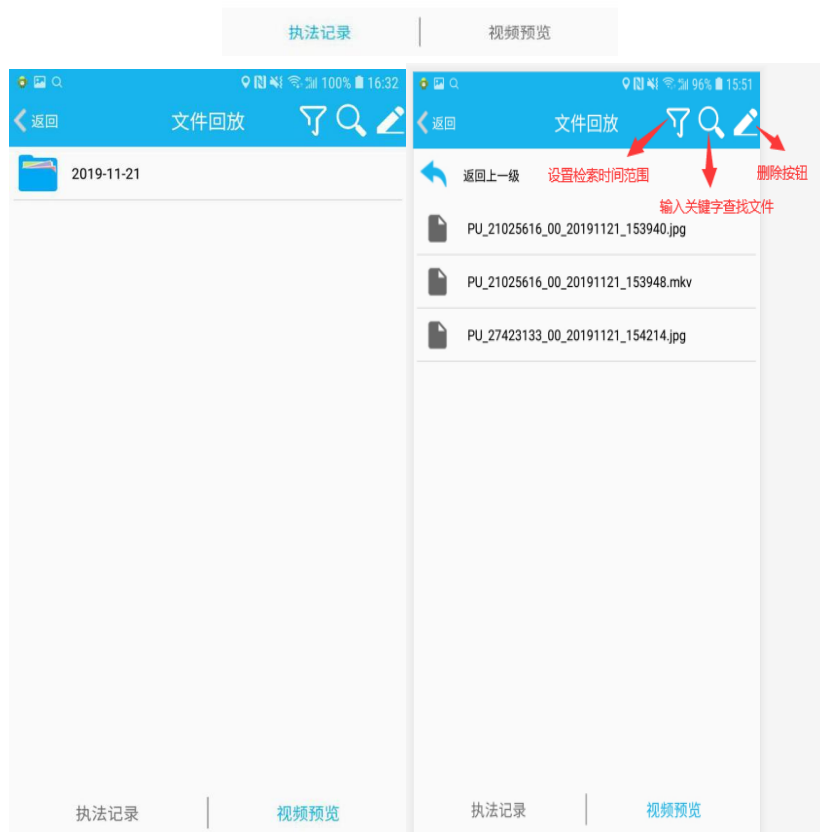 执法记录
视频预览
100%
16:32
返回
文件回放
2019-11-21
执法记录
视频预览
96%
15:51
返回
文件回放
返回上一级
设置检索时间范围
删除按钮
输入关键字查找文件
PU_21025616_00_20191121_153940.jpg
PU_21025616_00_20191121_153948.mkv
PU_27423133_00_20191121_154214.jpg
执法记录
视频预览